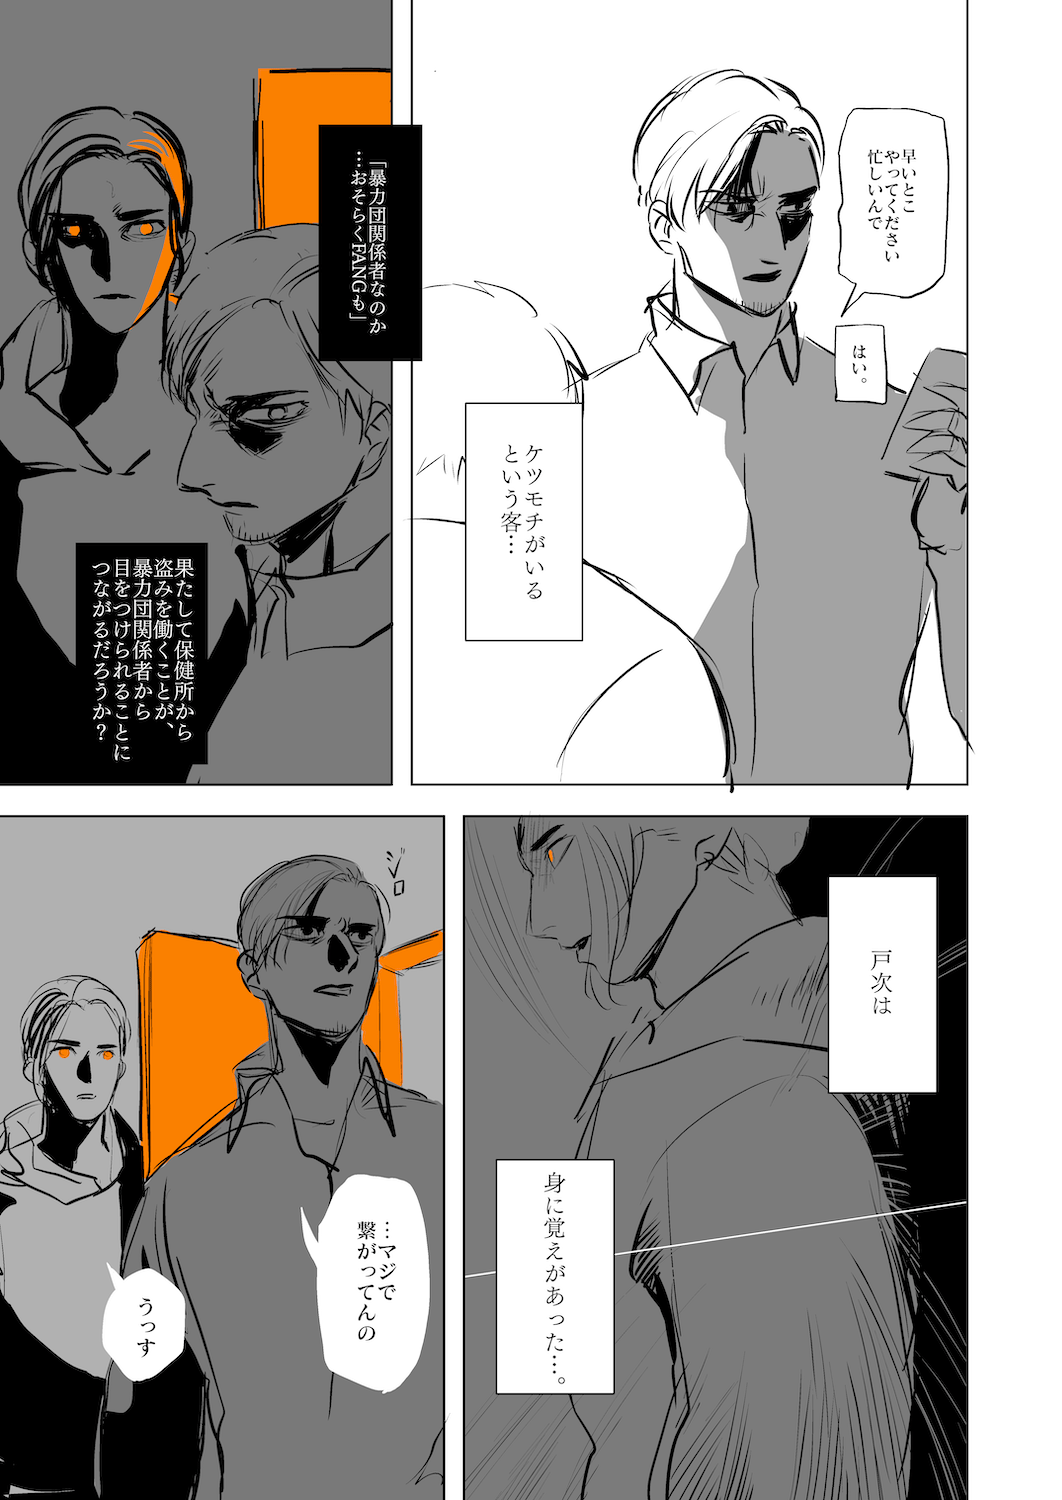 早いとこ
やってください
忙しいんで
はい。
ケツモチがいる
という客…
「暴力団関係者なのか
…おそらくFANGも」
果たして保健所から
盗みを働くことが、
暴力団関係者から
目をつけられることに
つながるだろうか？
戸次は
身に覚えがあった…。
ジロ
…マジで
繋がってんの
うっす